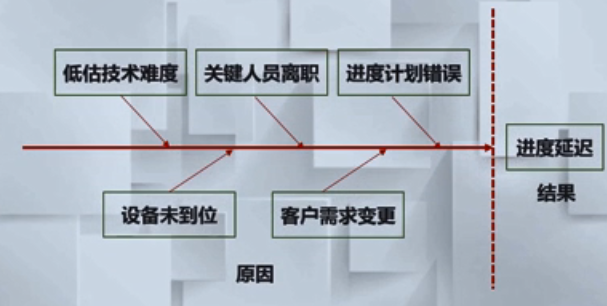 低估技术难度
关键人员离职
进度计划错误
进度延迟
结果
设备未到位
客户需求变更
原因